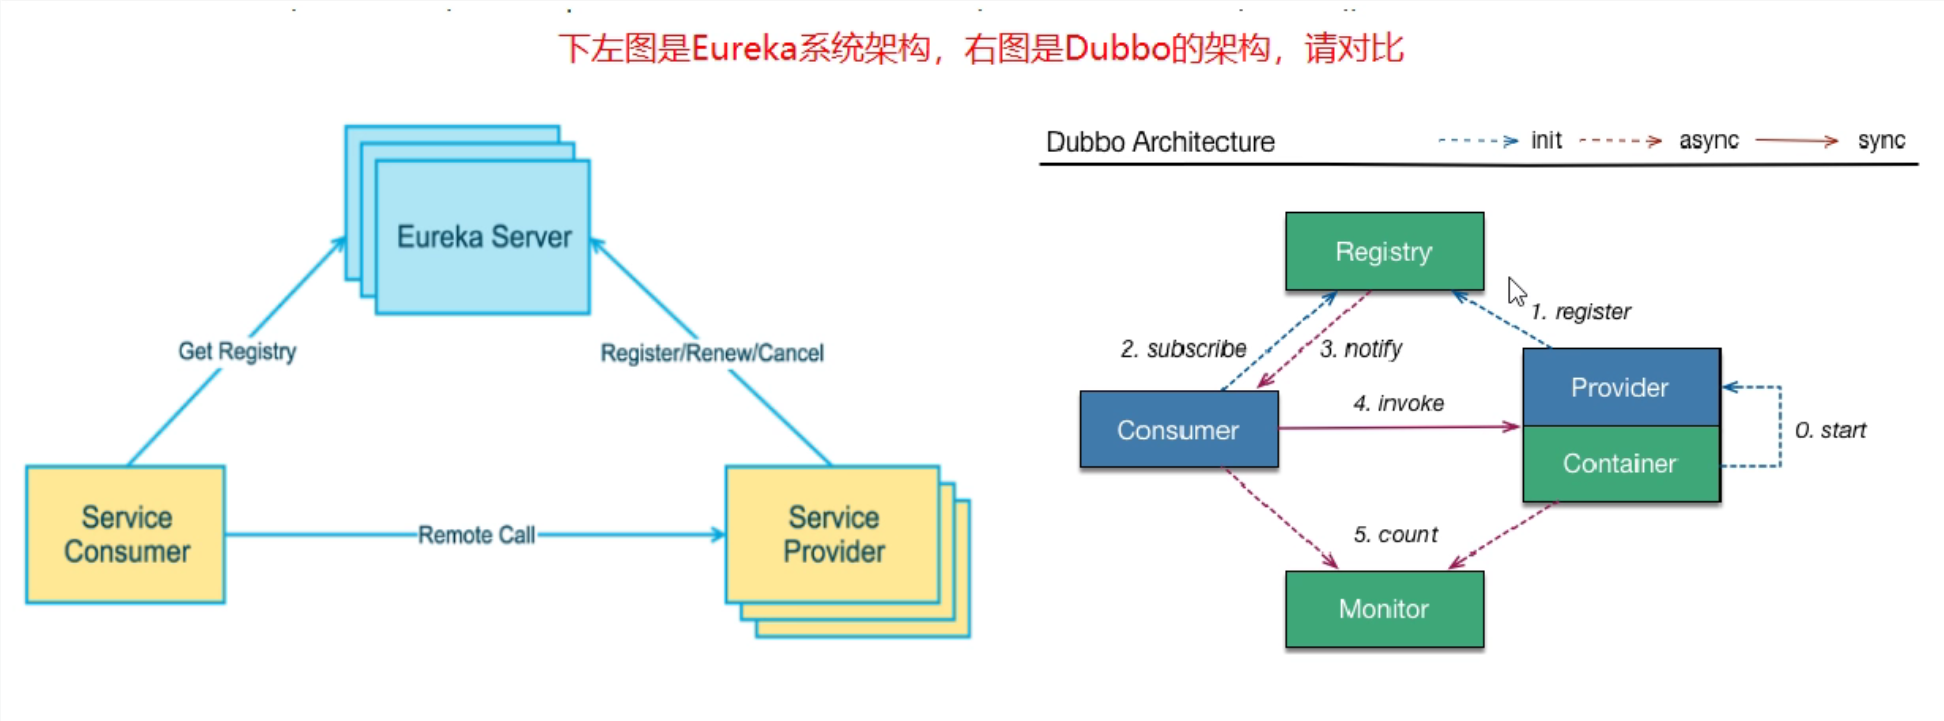 下左图是Eureka系统架构，右图是Dubbo的架构，请对比
Eureka Server
Get Registry
Register/Renew/Cancel
Service
Consumer
Remote Call
Service
Provider
Dubbo Architecture
init
async
sync
Registry
1. register
2. subscribe
3. notify
Provider
Consumer
4. invoke
Container
0. start
5. count
Monitor